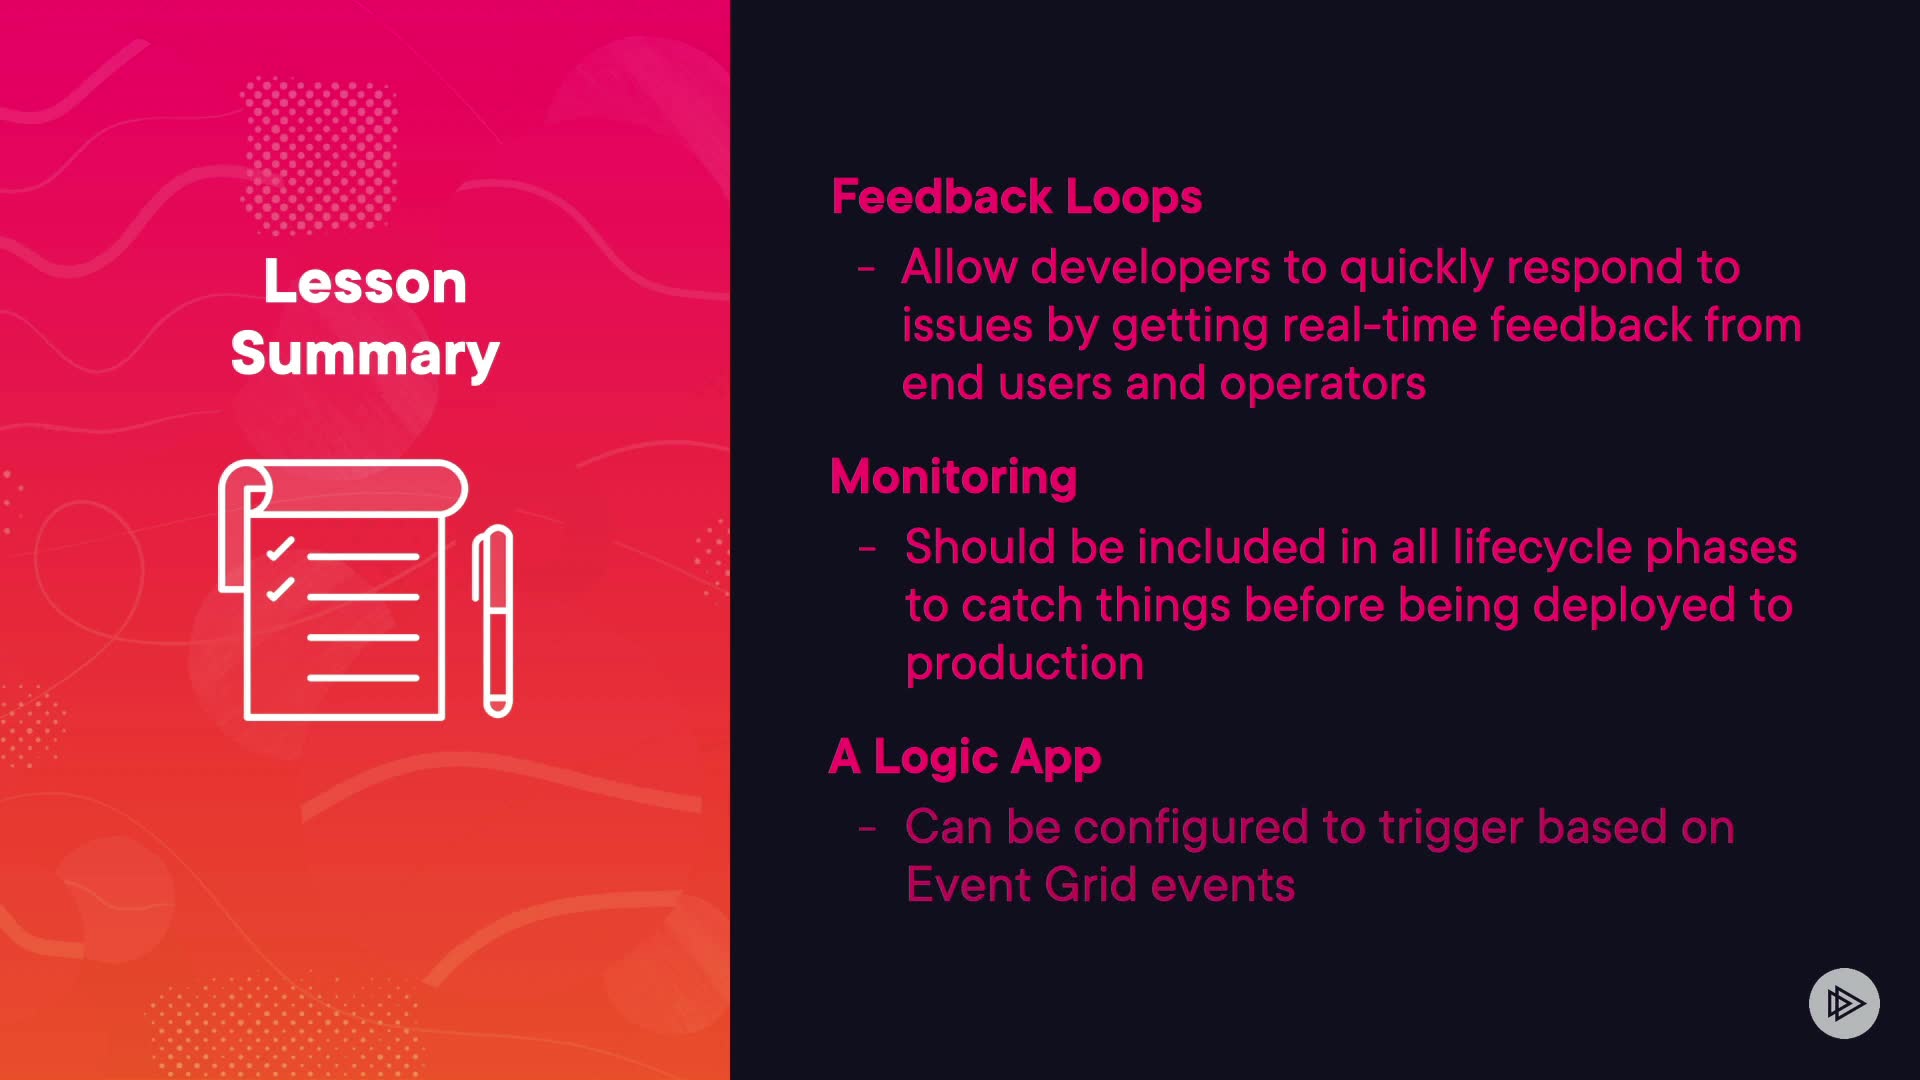 Lesson
Summary
Feedback Loops
- Allow developers to quickly respond to
issues by getting real-time feedback from
end users and operators
Monitoring
- Should be included in all lifecycle phases
to catch things before being deployed to
production
A Logic App
- Can be configured to trigger based on
Event Grid events